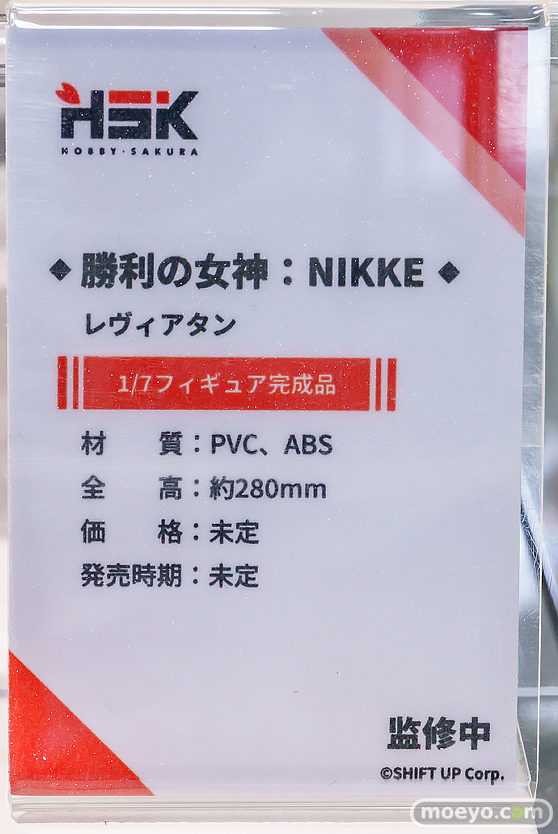 HSK
HOBBY·SAKURA
◆ 勝利の女神：NIKKE ◆
レヴィアタン
1/7フィギュア完成品
材　　質：PVC、ABS
全　　高：約280mm
価　　格：未定
発売時期：未定
監修中
©SHIFT UP Corp.
moeyo.com